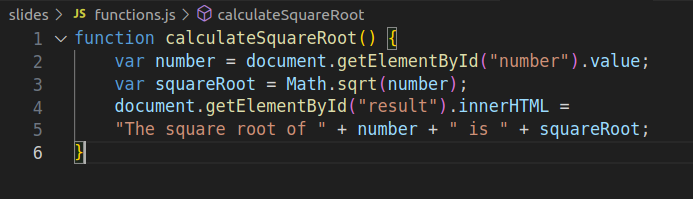 slides > JS functions.js > calculateSquareRoot
1 function calculateSquareRoot() {
2 var number = document.getElementById("number").value;
3 var squareRoot = Math.sqrt(number);
4 document.getElementById("result").innerHTML =
5 "The square root of " + number + " is " + squareRoot;
6 }